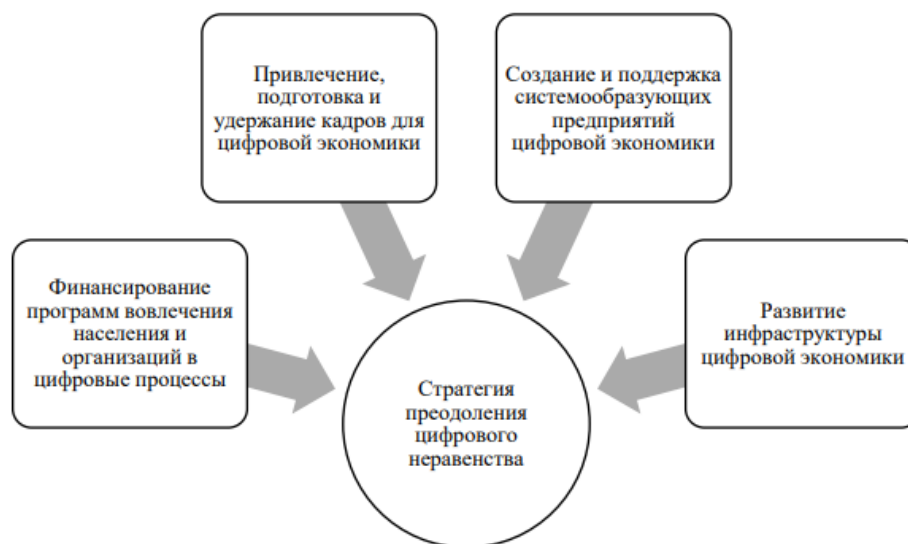 Привлечение,
подготовка и
удержание кадров для
цифровой экономики
Создание и поддержка
системообразующих
предприятий
цифровой экономики
Финансирование
программ вовлечения
населения и
организаций в
цифровые процессы
Развитие
инфраструктуры
цифровой экономики
Стратегия
преодоления
цифрового
неравенства